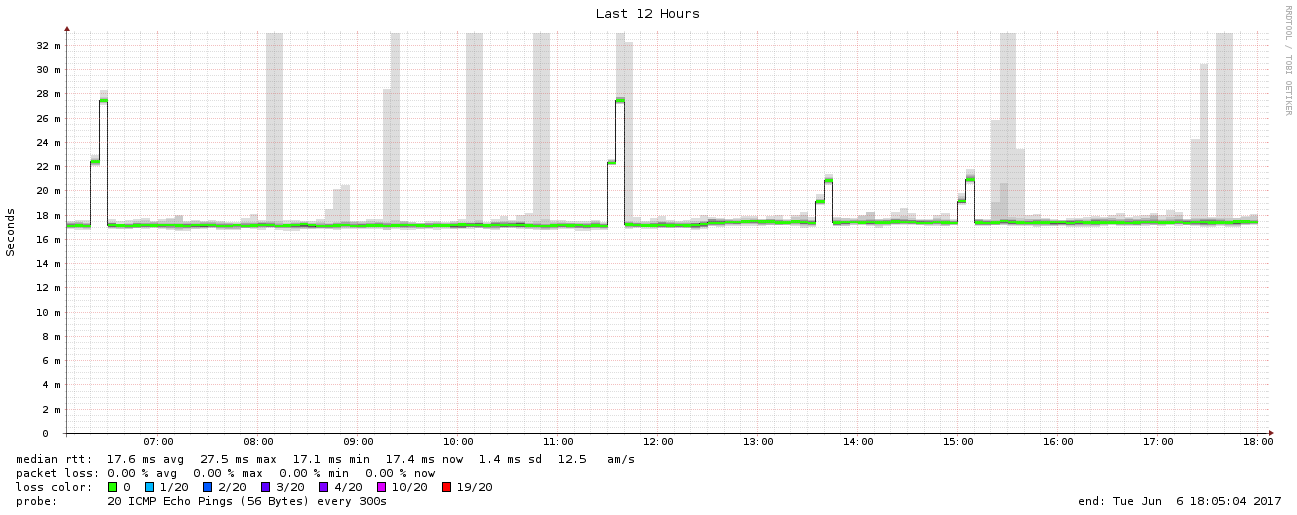 Last 12 Hours
RRDTOOL / TOBI OETIKER
Seconds
32 m
30 m
28 m
26 m
24 m
22 m
20 m
18 m
16 m
14 m
12 m
10 m
8 m
6 m
4 m
2 m
0
07:00 08:00 09:00 10:00 11:00 12:00 13:00 14:00 15:00 16:00 17:00 18:00
median rtt: 17.6 ms avg 27.5 ms max 17.1 ms min 17.4 ms now 1.4 ms sd 12.5 am/s
packet loss: 0.00 % avg 0.00 % max 0.00 % min 0.00 % now
loss color: 0 1/20 2/20 3/20 4/20 10/20 19/20
probe: 20 ICMP Echo Pings (56 Bytes) every 300s end: Tue Jun 6 18:05:04 2017